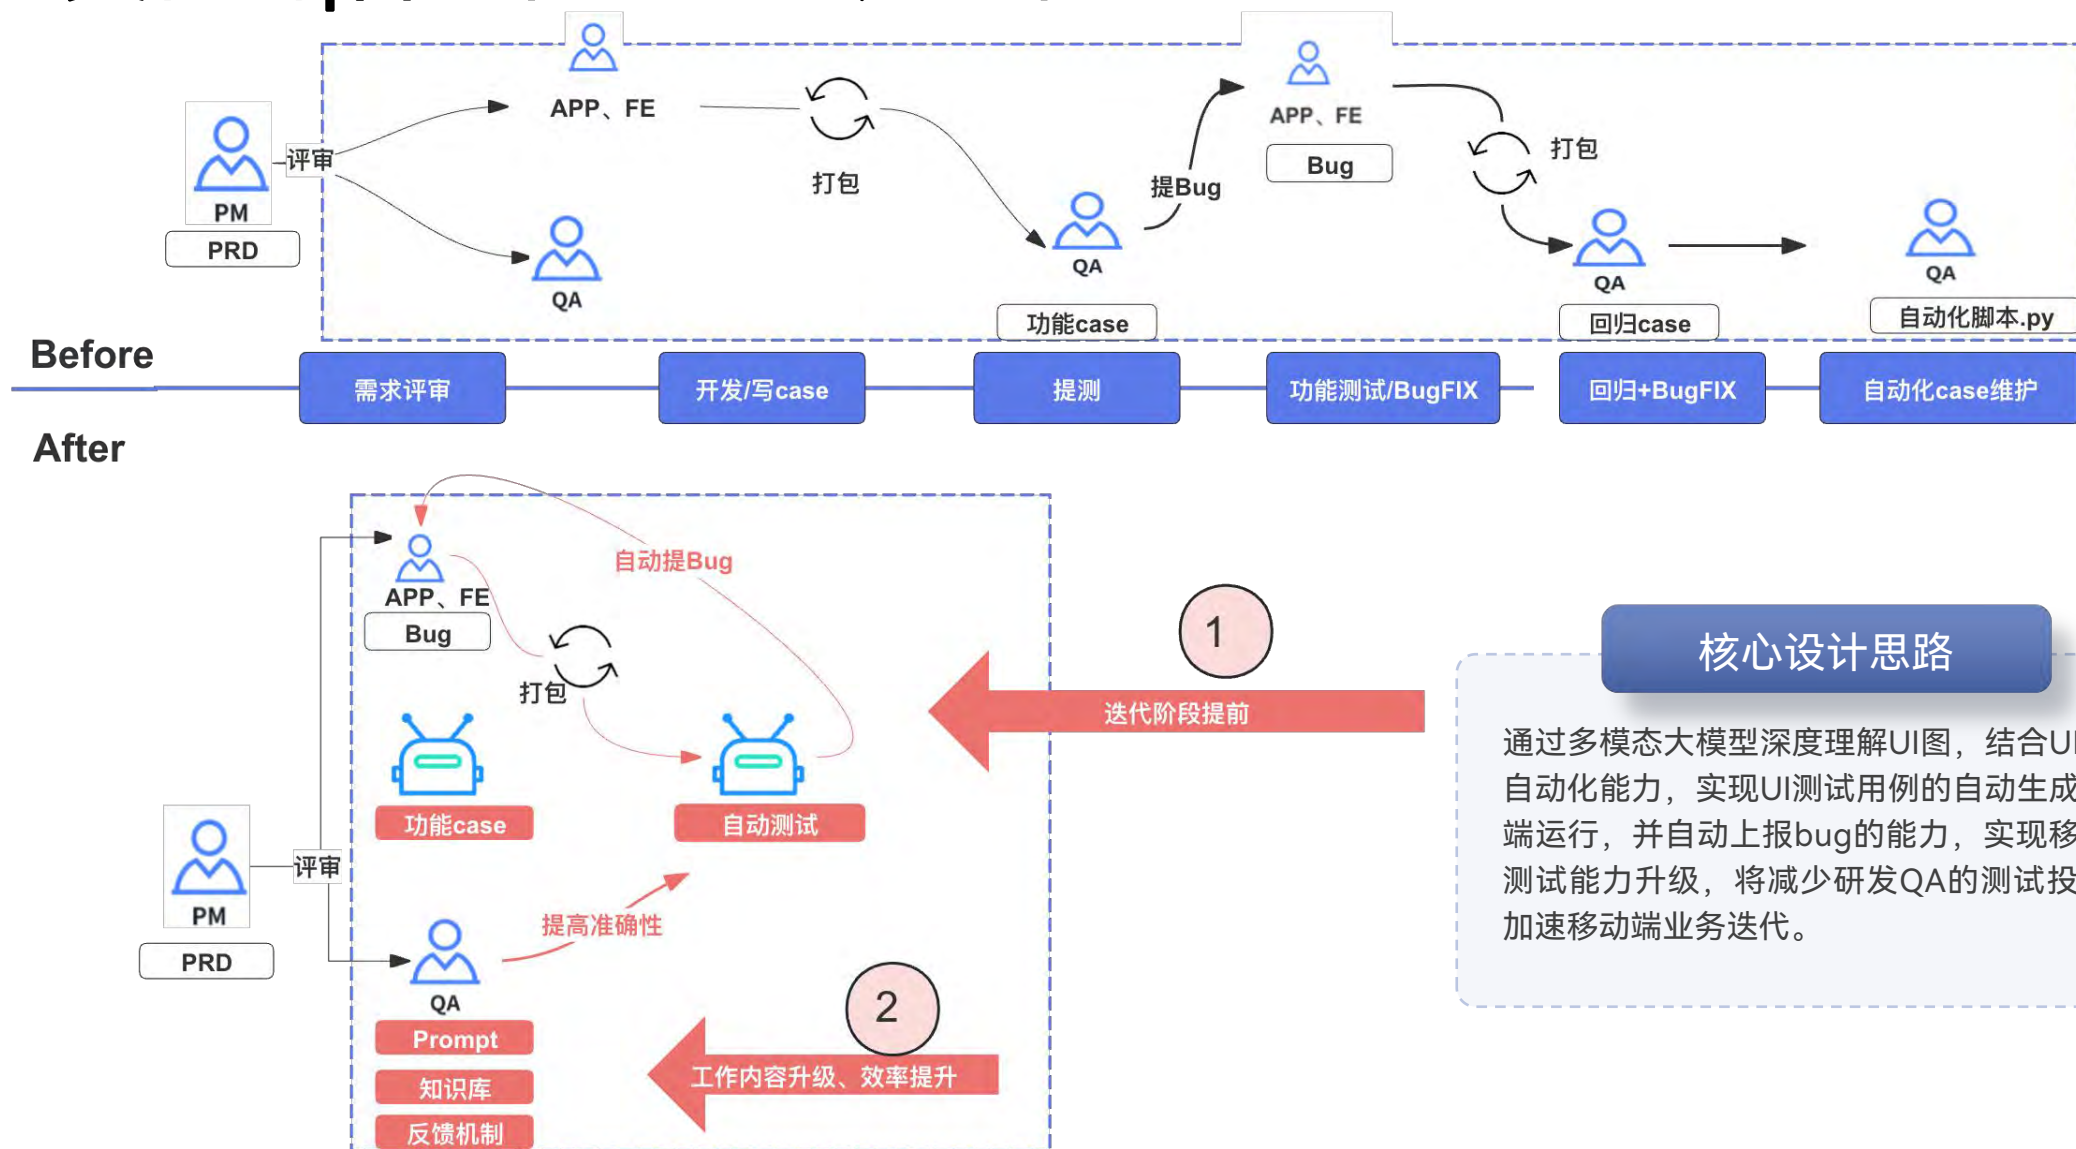 APP、FE
打包
评审
PM
PRD
QA
QA
功能case
提Bug
APP、FE
Bug
打包
QA
回归case
QA
自动化脚本.py
Before
需求评审
开发/写case
提测
功能测试/BugFIX
回归+BugFIX
自动化case维护
After
自动提Bug
APP、FE
Bug
打包
功能case
自动测试
评审
PM
PRD
提高准确性
QA
Prompt
知识库
反馈机制
1
迭代阶段提前
2
工作内容升级、效率提升
核心设计思路
通过多模态大模型深度理解UI图，结合UI
自动化能力，实现UI测试用例的自动生成
端运行，并自动上报bug的能力，实现移
测试能力升级，将减少研发QA的测试投
加速移动端业务迭代。